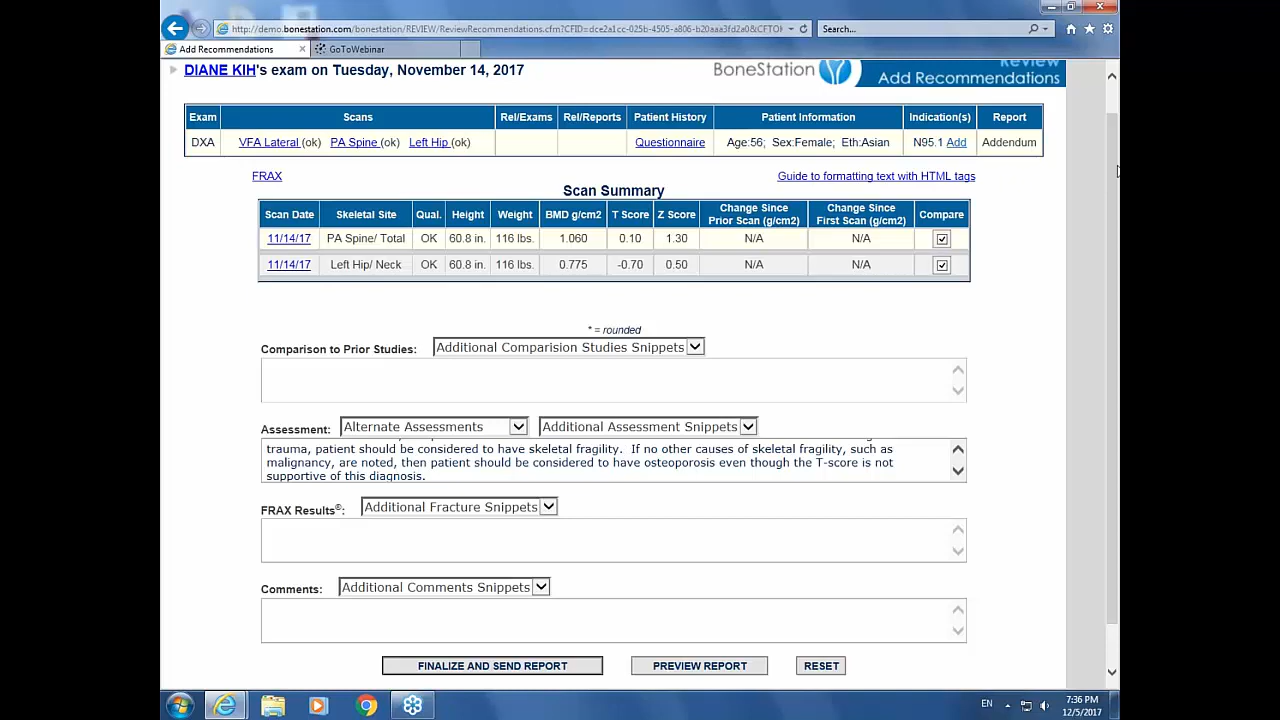 http://demo.bonestation.com/bonestation/REVIEW/ReviewRecommendations.cfm?CFID=dce2a1cc-025b-4505-a806-b20aaa3fd2a0&CFTO
Search...
Add Recommendations
GoToWebinar
DIANE KIH's exam on Tuesday, November 14, 2017
BoneStation
Review
Add Recommendations
Exam Scans Rel/Exams Rel/Reports Patient History Patient Information Indication(s) Report
DXA VFA Lateral (ok) PA Spine (ok) Left Hip (ok) Questionnaire Age:56; Sex:Female; Eth:Asian N95.1 Add Addendum
FRAX
Guide to formatting text with HTML tags
Scan Summary
Scan Date Skeletal Site Qual. Height Weight BMD g/cm2 T Score Z Score Change Since Prior Scan (g/cm2) Change Since First Scan (g/cm2) Compare
11/14/17 PA Spine/ Total OK 60.8 in. 116 lbs. 1.060 0.10 1.30 N/A N/A
11/14/17 Left Hip/ Neck OK 60.8 in. 116 lbs. 0.775 -0.70 0.50 N/A N/A
* = rounded
Comparison to Prior Studies: Additional Comparision Studies Snippets
Assessment: Alternate Assessments Additional Assessment Snippets
trauma, patient should be considered to have skeletal fragility. If no other causes of skeletal fragility, such as
malignancy, are noted, then patient should be considered to have osteoporosis even though the T-score is not
supportive of this diagnosis.
FRAX Results®: Additional Fracture Snippets
Comments: Additional Comments Snippets
FINALIZE AND SEND REPORT PREVIEW REPORT RESET
EN
7:36 PM
12/5/2017